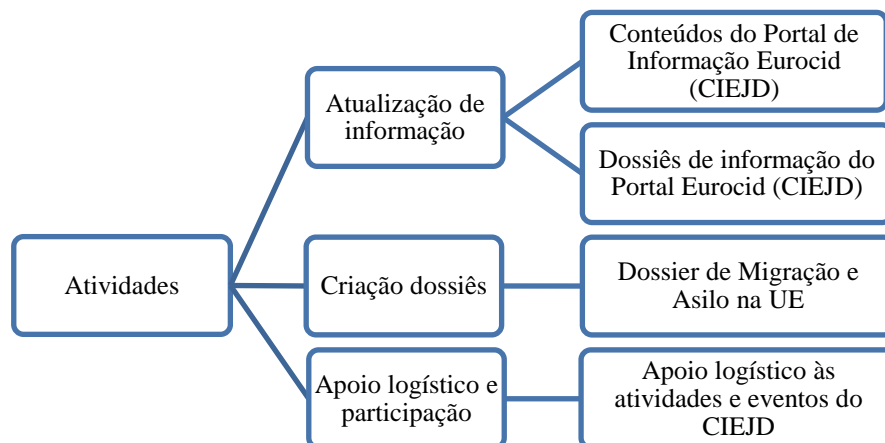 Atividades
Atualização de
informação
Conteúdos do Portal de
Informação Eurocid
(CIEJD)
Dossiês de informação do
Portal Eurocid (CIEJD)
Criação dossiês
Dossier de Migração e
Asilo na UE
Apoio logístico e
participação
Apoio logístico às
atividades e eventos do
CIEJD